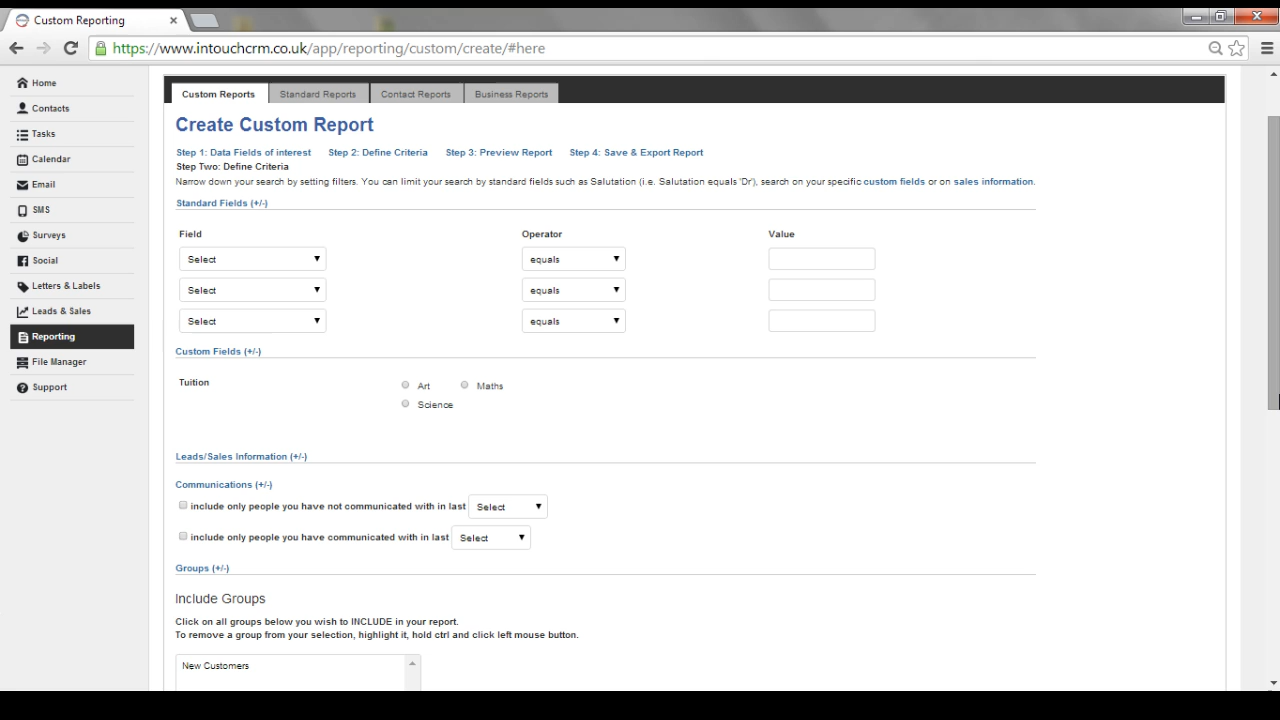 Custom Reporting
https://www.intouchcrm.co.uk/app/reporting/custom/create/#here
Home
Contacts
Tasks
Calendar
Email
SMS
Surveys
Social
Letters & Labels
Leads & Sales
Reporting
File Manager
Support
Custom Reports Standard Reports Contact Reports Business Reports
Create Custom Report
Step 1: Data Fields of interest Step 2: Define Criteria Step 3: Preview Report Step 4: Save & Export Report
Step Two: Define Criteria
Narrow down your search by setting filters. You can limit your search by standard fields such as Salutation (i.e. Salutation equals 'Dr'), search on your specific custom fields or on sales information.
Standard Fields (+/-)
Field Operator Value
Select equals
Select equals
Select equals
Custom Fields (+/-)
Tuition Art Maths
Science
Leads/Sales Information (+/-)
Communications (+/-)
include only people you have not communicated with in last Select
include only people you have communicated with in last Select
Groups (+/-)
Include Groups
Click on all groups below you wish to INCLUDE in your report.
To remove a group from your selection, highlight it, hold ctrl and click left mouse button.
New Customers